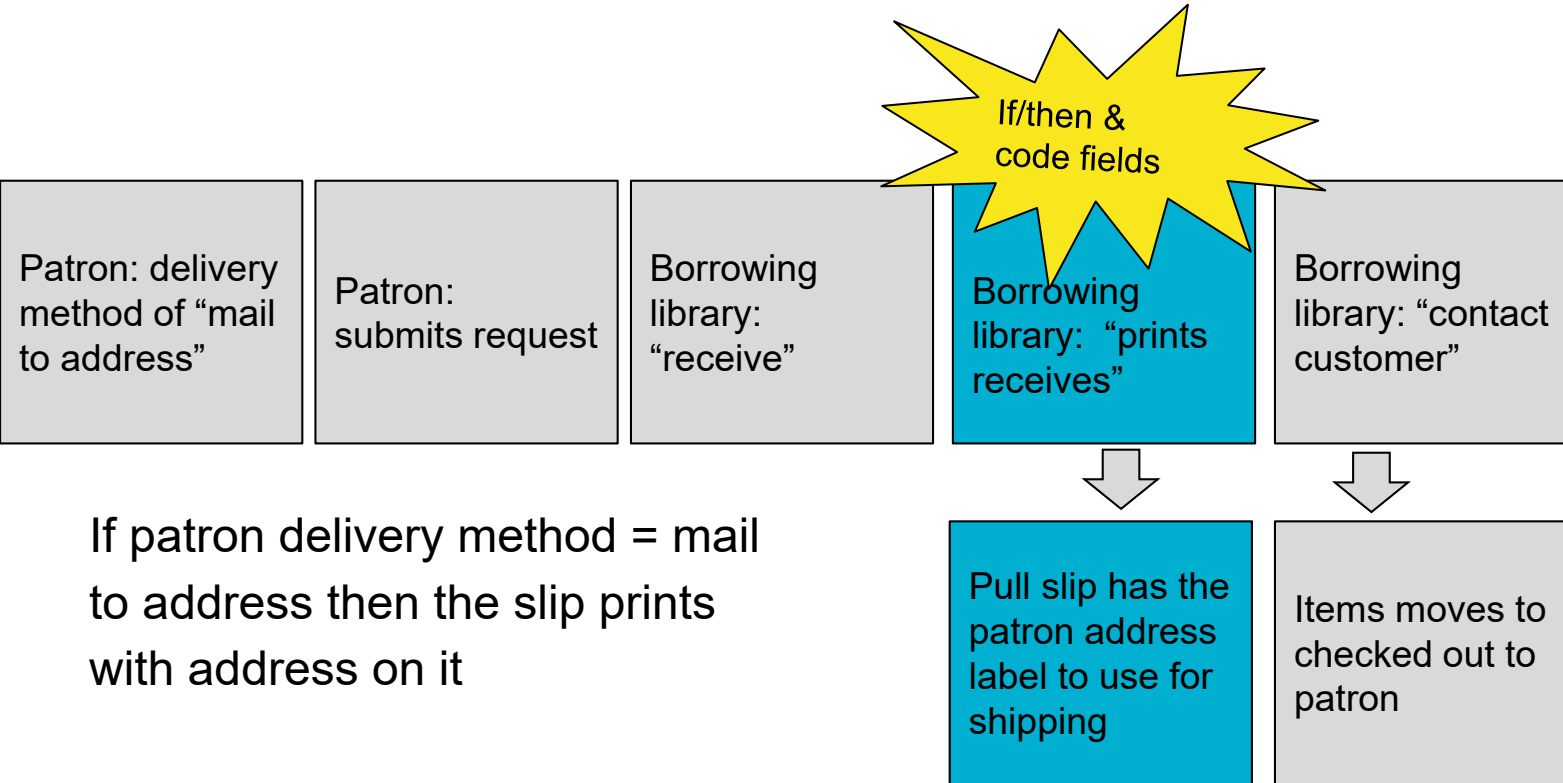 If/then &
code fields
Patron: delivery
method of “mail
to address”
Patron:
submits request
Borrowing
library:
“receive”
Borrowing
library:  “prints
receives”
Borrowing
library: “contact
customer”
If patron delivery method = mail
to address then the slip prints
with address on it
Pull slip has the
patron address
label to use for
shipping
Items moves to
checked out to
patron